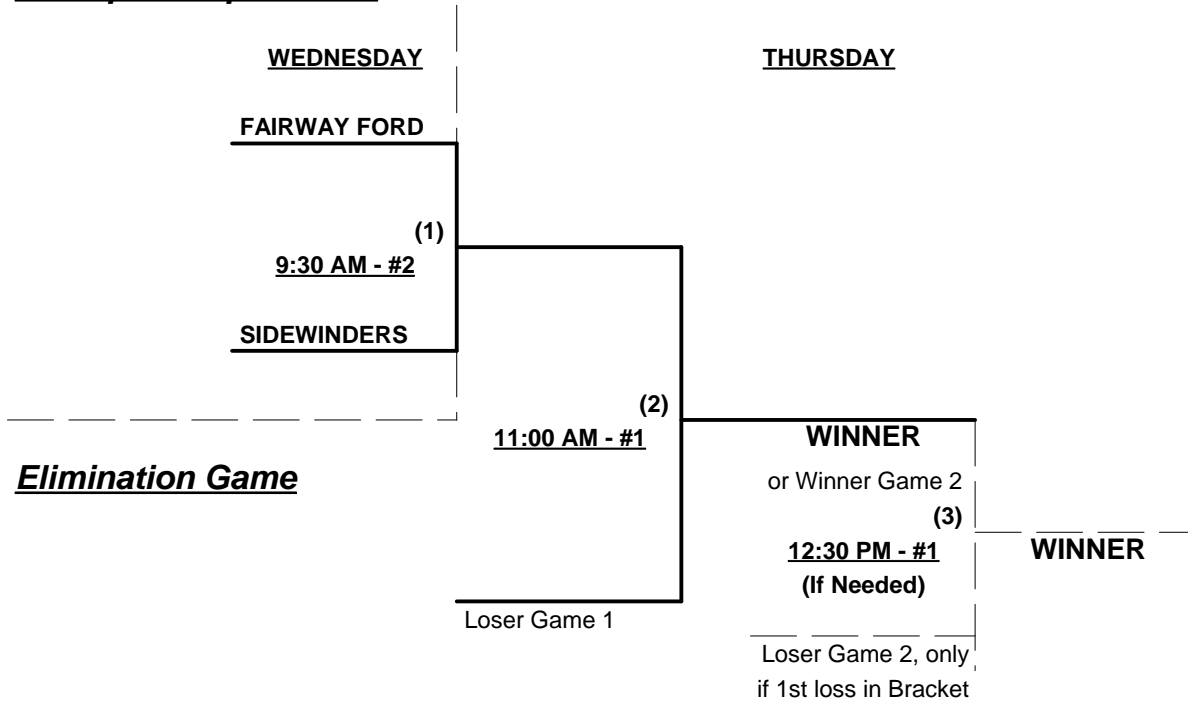 WEDNESDAY
THURSDAY
FAIRWAY FORD
(1)
9:30 AM - #2
SIDEWINDERS
(2)
11:00 AM - #1
WINNER
Elimination Game
or Winner Game 2
(3)
12:30 PM - #1
WINNER
(If Needed)
Loser Game 1
Loser Game 2, only
if 1st loss in Bracket